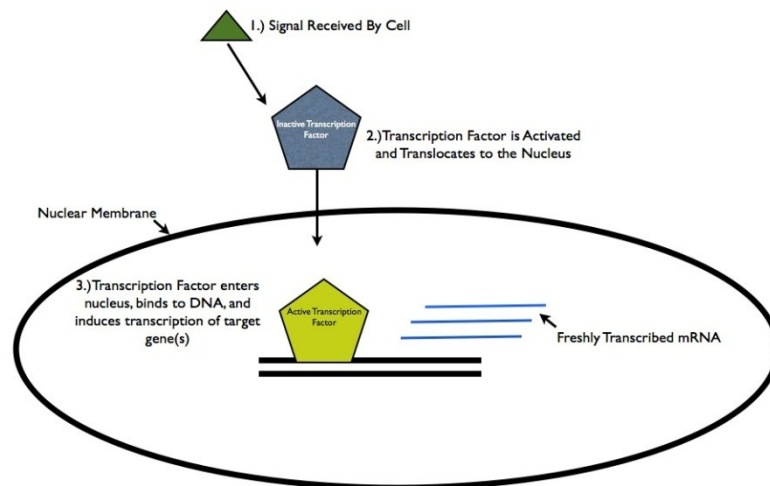 1.) Signal Received By Cell
Inactive Transcription
Factor
2.)Transcription Factor is Activated
and Translocates to the Nucleus
Nuclear Membrane
3.)Transcription Factor enters
nucleus, binds to DNA, and
induces transcription of target
gene(s)
Active Transcription
Factor
Freshly Transcribed mRNA